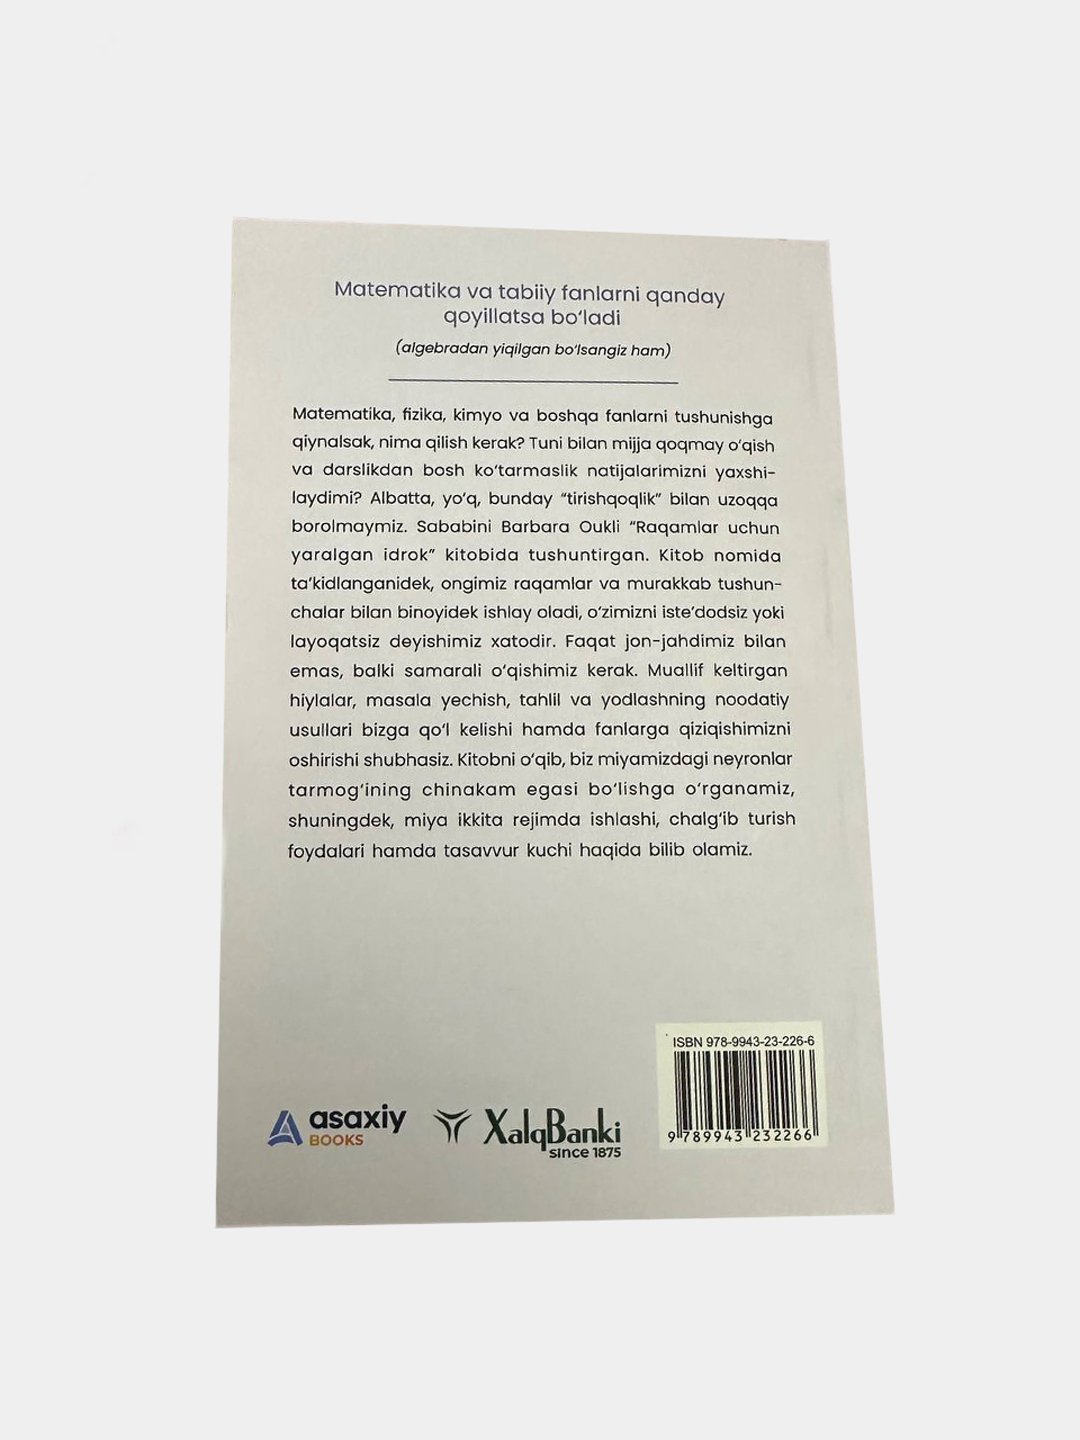 Matematika va tabiiy fanlarni qanday
qoyillatsa bo‘ladi
(algebradan yiqilgan bo‘lsangiz ham)
Matematika, fizika, kimyo va boshqa fanlarni tushunishga
qiynalsak, nima qilish kerak? Tuni bilan mijja qoqmay o‘qish
va darslikdan bosh ko‘tarmaslik natijalarimizni yaxshi-
laydimi? Albatta, yo‘q, bunday “tirishqoqlik” bilan uzoqqa
borolmaymiz. Sababini Barbara Oukli “Raqamlar uchun
yaralgan idrok” kitobida tushuntirgan. Kitob nomida
ta’kidlanganidek, ongimiz raqamlar va murakkab tushun-
chalar bilan binoyidek ishlay oladi, o‘zimizni iste’dodsiz yoki
layoqatsiz deyishimiz xatodir. Faqat jon-jahdimiz bilan
emas, balki samarali o‘qishimiz kerak. Muallif keltirgan
hiylalar, masala yechish, tahlil va yodlashning noodatiy
usullari bizga qo‘l kelishi hamda fanlarga qiziqishimizni
oshirishi shubhasiz. Kitobni o‘qib, biz miyamizdagi neyronlar
tarmog‘ining chinakam egasi bo‘lishga o‘rganamiz,
shuningdek, miya ikkita rejimda ishlashi, chalg‘ib turish
foydalari hamda tasavvur kuchi haqida bilib olamiz.
asaxiy
BOOKS
XalqBanki
since 1875
ISBN 978-9943-23-226-6
9 789943 232266